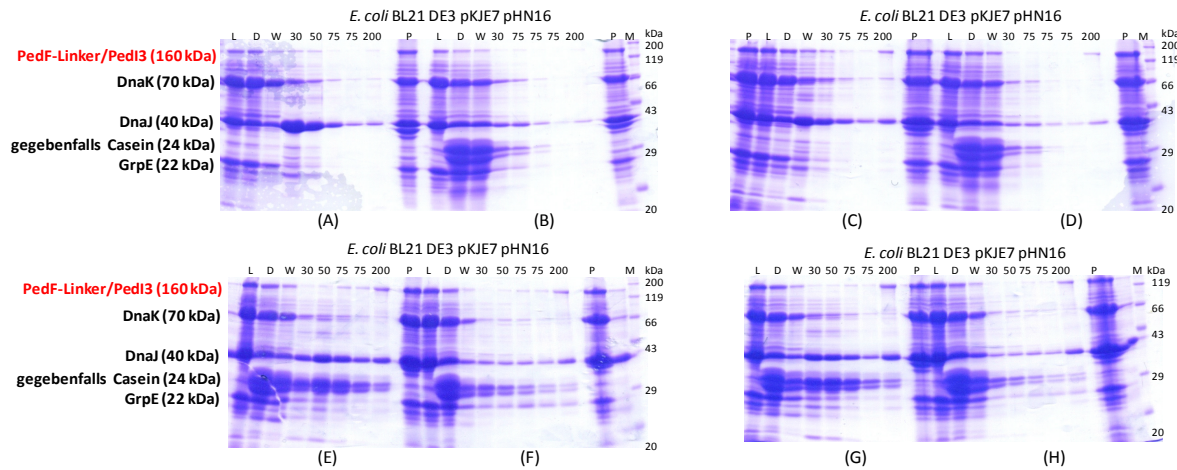 E. coli BL21 DE3 pKJE7 pHN16
L D W 30 50 75 75 200 P L D W 30 75 75 200 P M kDa
PedF-Linker/PedI3 (160 kDa)
DnaK (70 kDa)
DnaJ (40 kDa)
gegebenfalls Casein (24 kDa)
GrpE (22 kDa)
200
119
66
43
29
20
(A) (B)
E. coli BL21 DE3 pKJE7 pHN16
P L D W 30 50 75 75 200 P L D W 30 75 75 200 P M kDa
200
119
66
43
29
20
(C) (D)
E. coli BL21 DE3 pKJE7 pHN16
L D W 30 50 75 75 200 P L D W 30 50 75 75 200 P M kDa
PedF-Linker/PedI3 (160 kDa)
DnaK (70 kDa)
DnaJ (40 kDa)
gegebenfalls Casein (24 kDa)
GrpE (22 kDa)
200
119
66
43
29
20
(E) (F)
E. coli BL21 DE3 pKJE7 pHN16
L D W 30 50 75 75 200 P L D W 30 50 75 75 200 P M kDa
200
119
66
43
29
20
(G) (H)